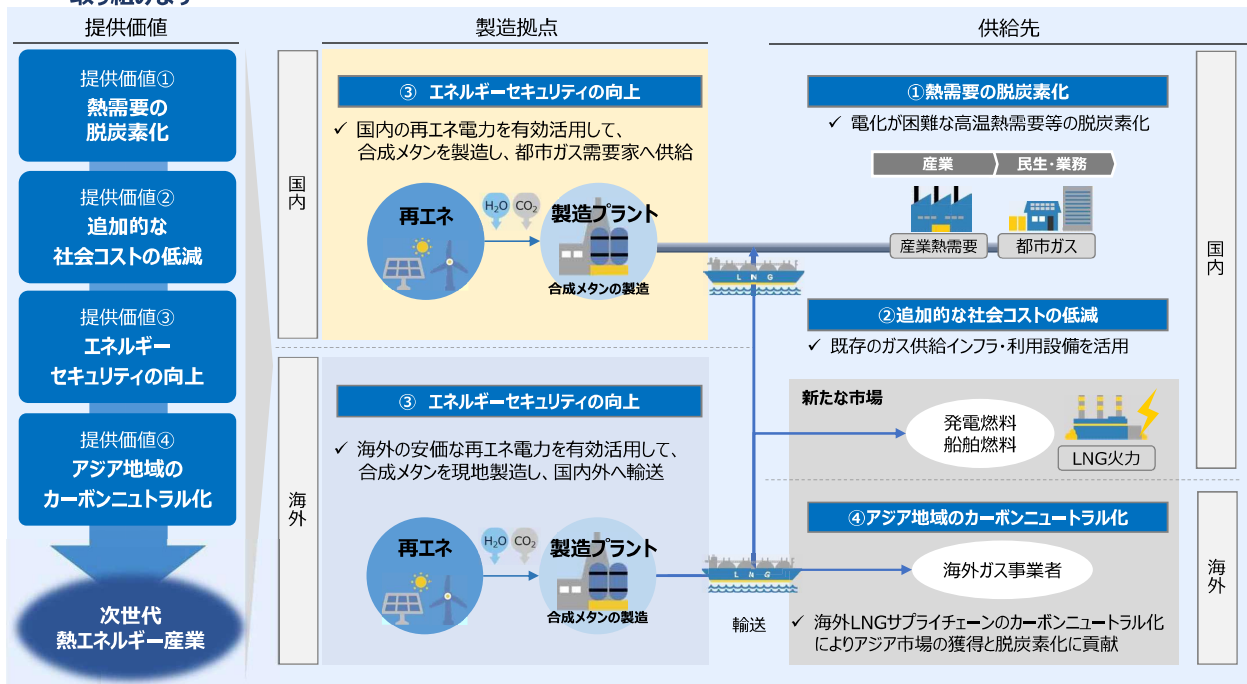 取り組みます
提供価値
製造拠点
供給先
提供価値①
熱需要の
脱炭素化
提供価値②
追加的な
社会コストの低減
提供価値③
エネルギー
セキュリティの向上
提供価値④
アジア地域の
カーボンニュトラル化
次世代
熱エネルギー産業
国内
③ エネルギーセキュリティの向上
✓ 国内の再エネ電力を有効活用して、
合成メタンを製造し、都市ガス需要家へ供給
再エネ
H₂O
CO₂
製造プラント
合成メタンの製造
LNG
海外
③ エネルギーセキュリティの向上
✓ 海外の安価な再エネ電力を有効活用して、
合成メタンを現地製造し、国内外へ輸送
再エネ
H₂O
CO₂
製造プラント
合成メタンの製造
LNG
輸送
①熱需要の脱炭素化
✓ 電化が困難な高温熱需要等の脱炭素化
産業
民生・業務
産業熱需要
都市ガス
②追加的な社会コストの低減
✓ 既存のガス供給インフラ・利用設備を活用
新たな市場
発電燃料
船舶燃料
LNG火力
国内
④アジア地域のカーボンニュートラル化
海外ガス事業者
✓ 海外LNGサプライチェーンのカーボンニュートラル化
によりアジア市場の獲得と脱炭素化に貢献
海外